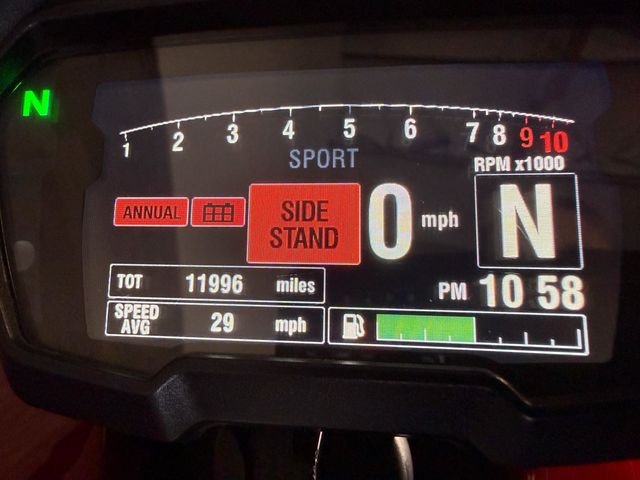 N
1 2 3 4 5 6 7 8 9 10
SPORT
RPM x1000
ANNUAL
SIDE
STAND
0 mph
N
TOT 11996 miles
PM 10 58
SPEED
AVG
29 mph